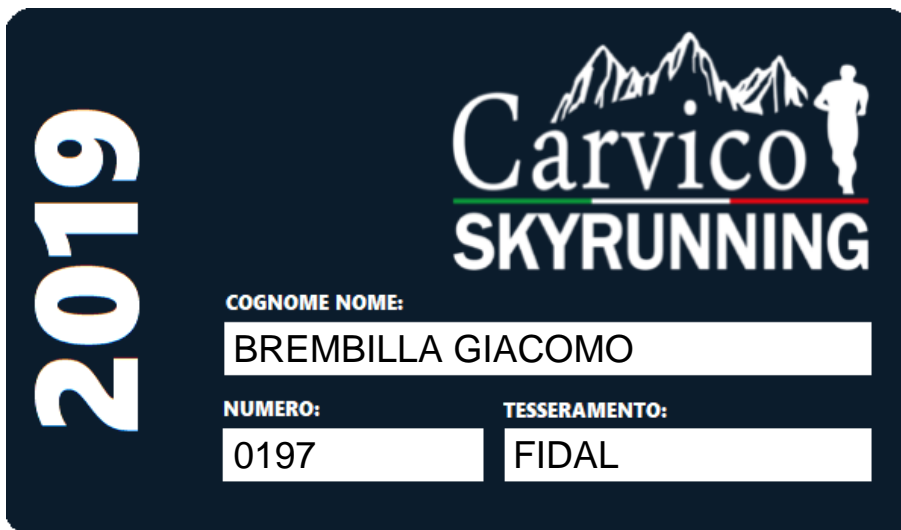 2019
Carvico
SKYRUNNING
COGNOME NOME:
BREMBILLA GIACOMO
NUMERO:
TESSERAMENTO:
0197
FIDAL